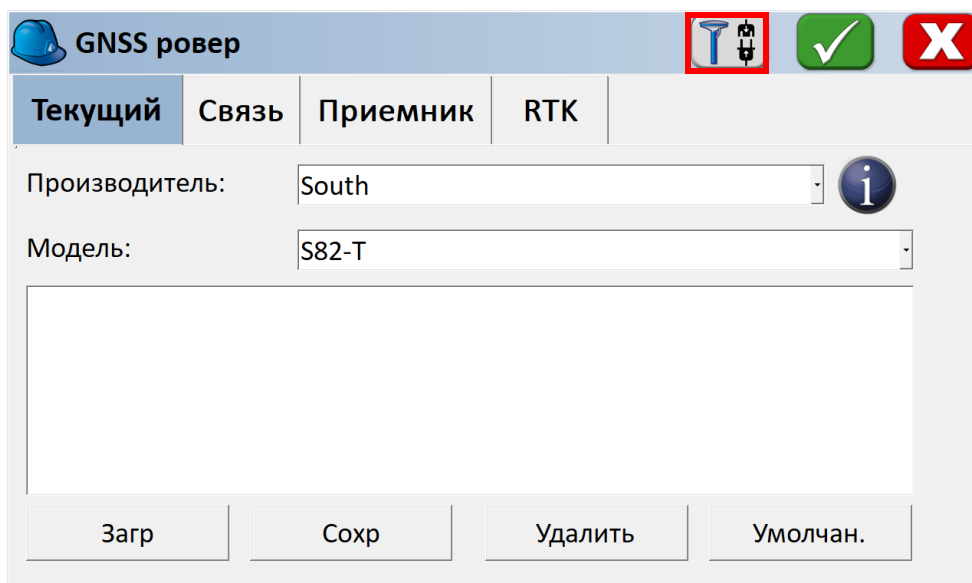 GNSS ровер
Текущий Связь Приемник RTK
Производитель: South
Модель: S82-T
Загр Сохр Удалить Умолчан.